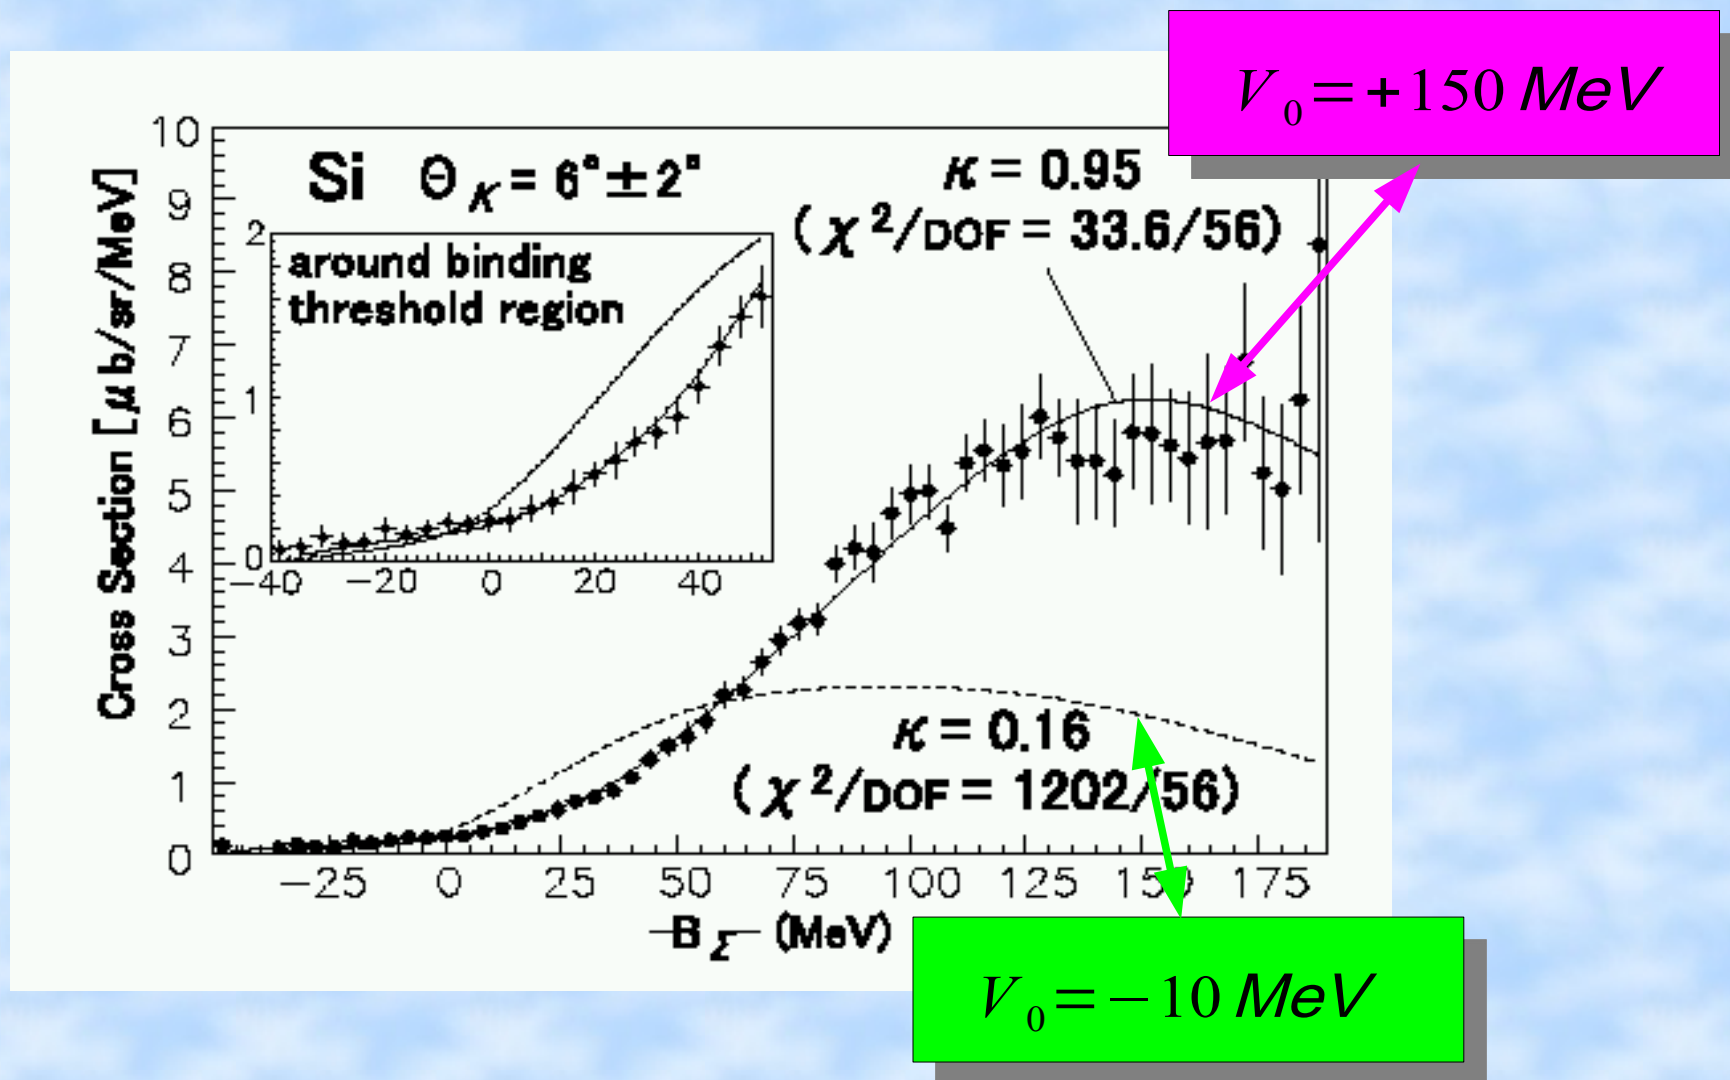 V₀ = +150 MeV
Si Θ_K = 6° ± 2°
κ = 0.95
(χ²/DOF = 33.6/56)
around binding
threshold region
2
1
0
−40 −20 0 20 40
10
9
8
7
6
5
4
3
2
1
0
Cross Section [μb/sr/MeV]
κ = 0.16
(χ²/DOF = 1202/56)
−25 0 25 50 75 100 125 150 175
−B_Σ⁻ (MeV)
V₀ = −10 MeV